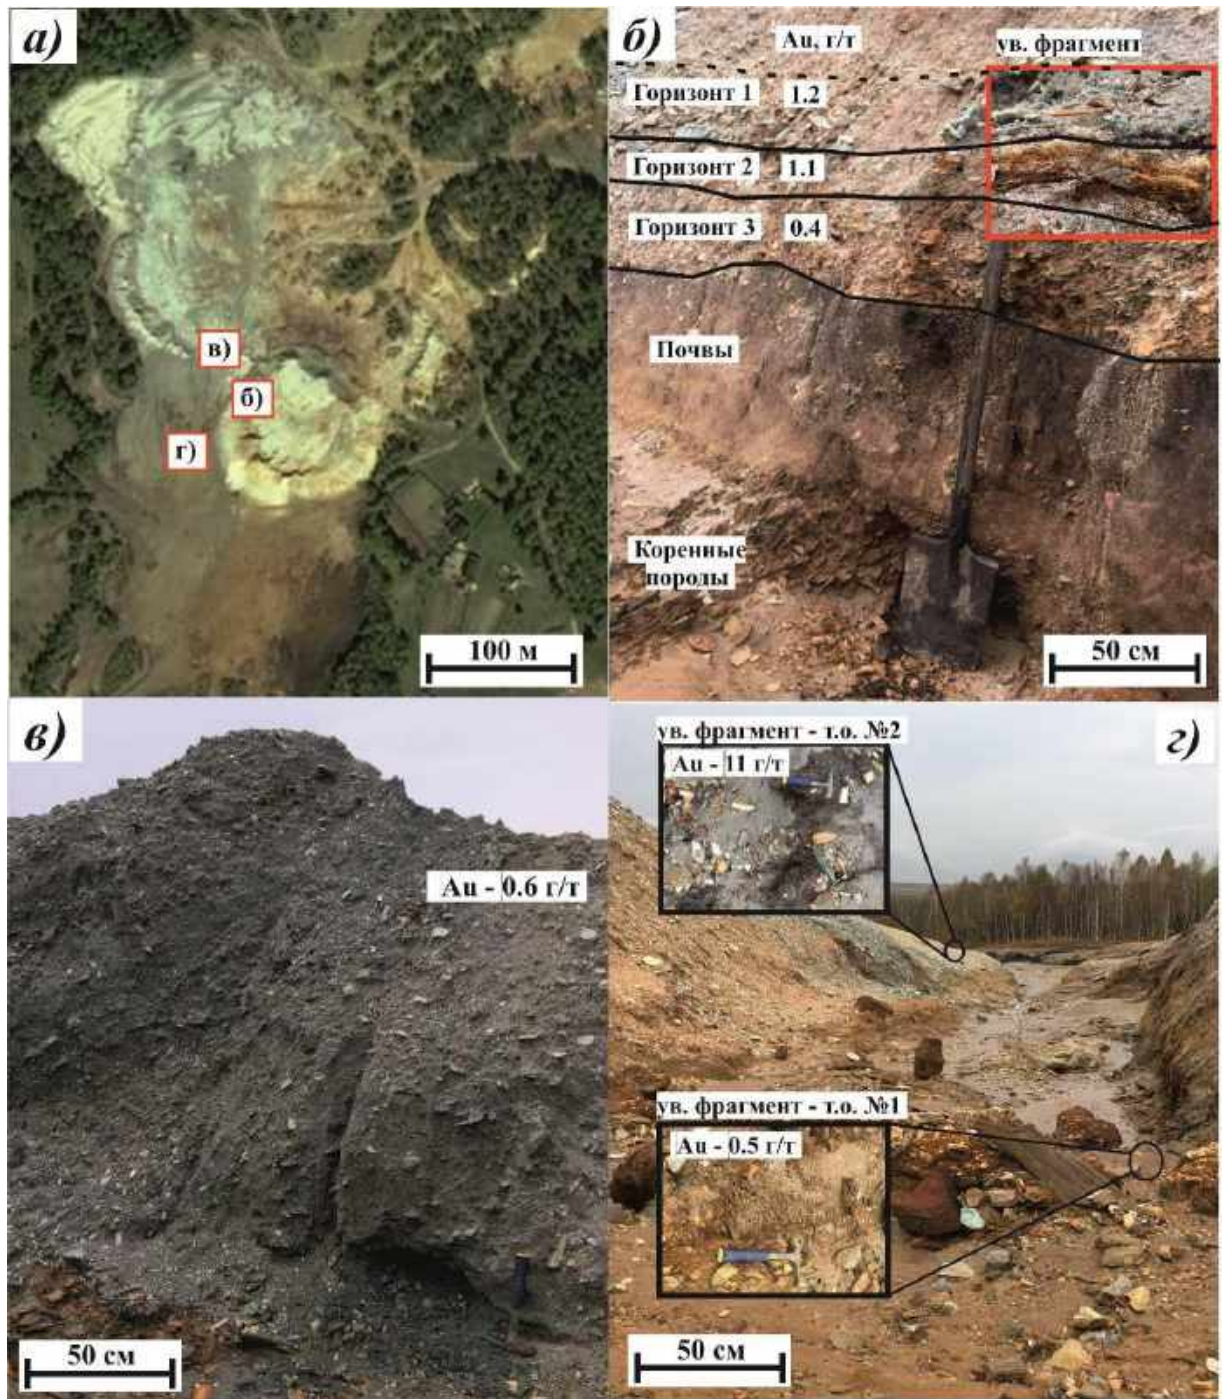 а)
в)
б)
г)
100 м
б)
Au, г/т
ув. фрагмент
Горизонт 1 1.2
Горизонт 2 1.1
Горизонт 3 0.4
Почвы
Коренные
породы
50 см
в)
Au - 0.6 г/т
50 см
г)
ув. фрагмент - т.о. №2
Au - 11 г/т
ув. фрагмент - т.о. №1
Au - 0.5 г/т
50 см